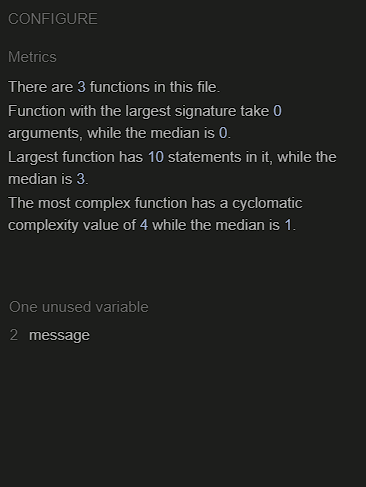 CONFIGURE
Metrics
There are 3 functions in this file.
Function with the largest signature take 0
arguments, while the median is 0.
Largest function has 10 statements in it, while the
median is 3.
The most complex function has a cyclomatic
complexity value of 4 while the median is 1.
One unused variable
2 message